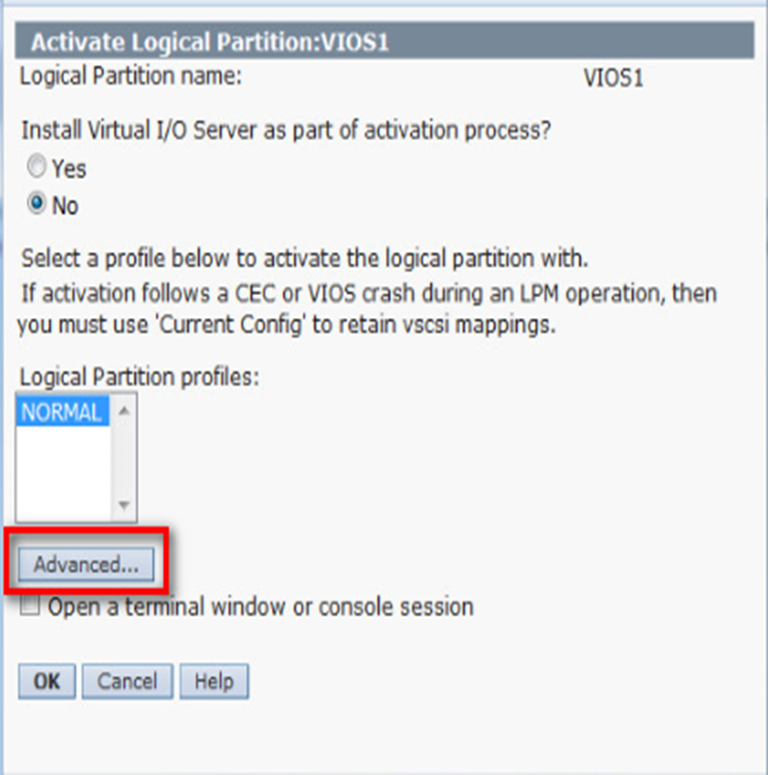 Activate Logical Partition:VIOS1
Logical Partition name: VIOS1
Install Virtual I/O Server as part of activation process?
Yes
No
Select a profile below to activate the logical partition with.
If activation follows a CEC or VIOS crash during an LPM operation, then
you must use 'Current Config' to retain vscsi mappings.
Logical Partition profiles:
NORMAL
Advanced...
Open a terminal window or console session
OK Cancel Help